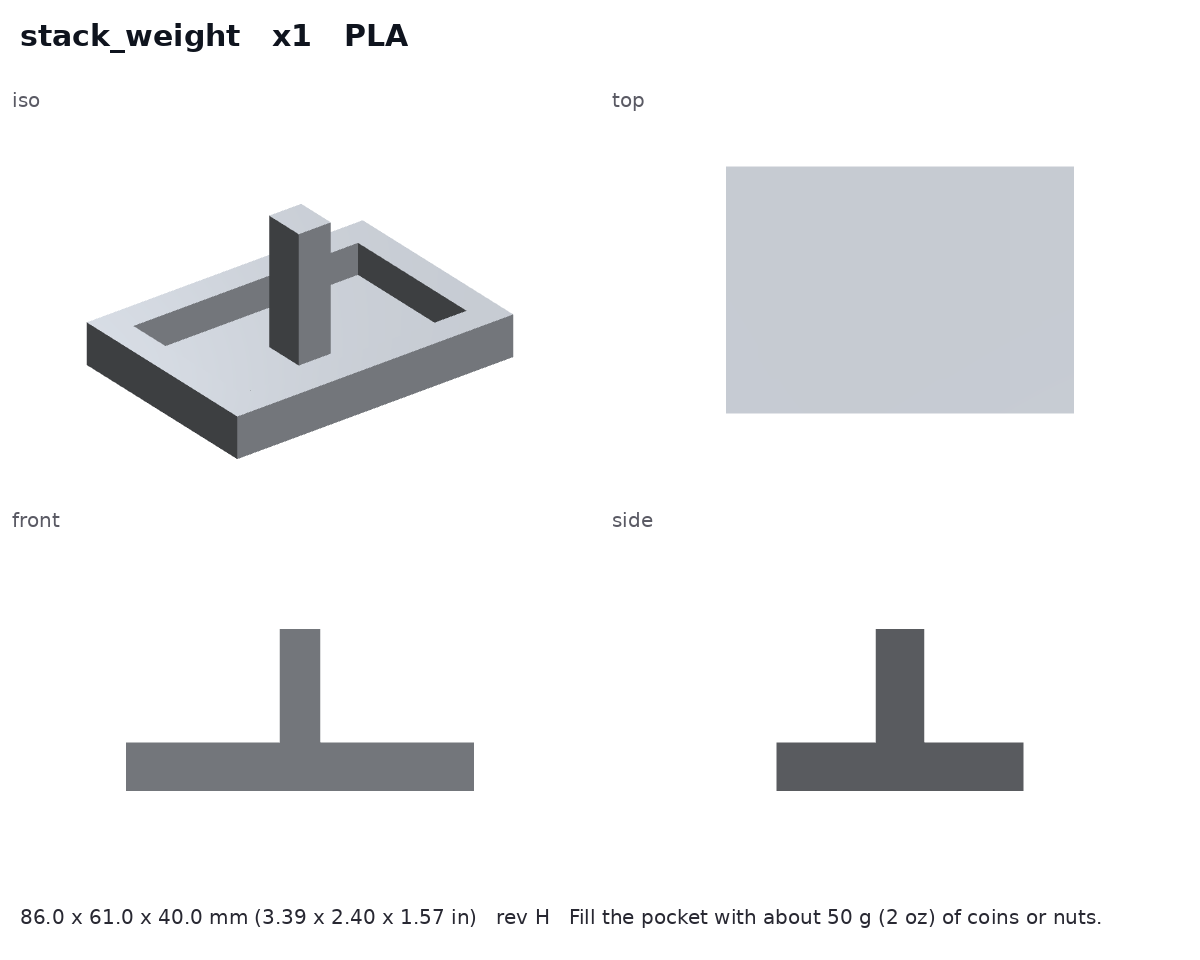 stack_weight x1 PLA
iso
top
front
side
86.0 x 61.0 x 40.0 mm (3.39 x 2.40 x 1.57 in) rev H Fill the pocket with about 50 g (2 oz) of coins or nuts.